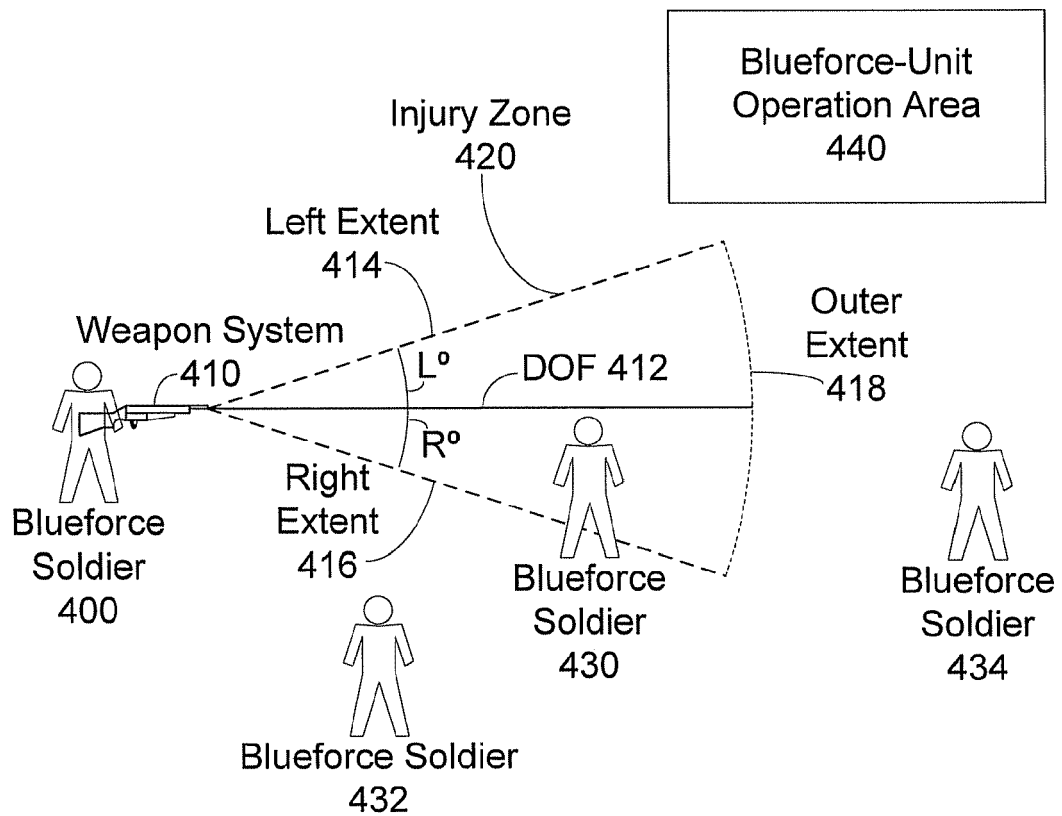 Blueforce-Unit
Operation Area
440
Injury Zone
420
Left Extent
414
Weapon System
410
Lº
DOF 412
Outer
Extent
418
Rº
Right
Extent
416
Blueforce
Soldier
400
Blueforce
Soldier
430
Blueforce
Soldier
434
Blueforce Soldier
432